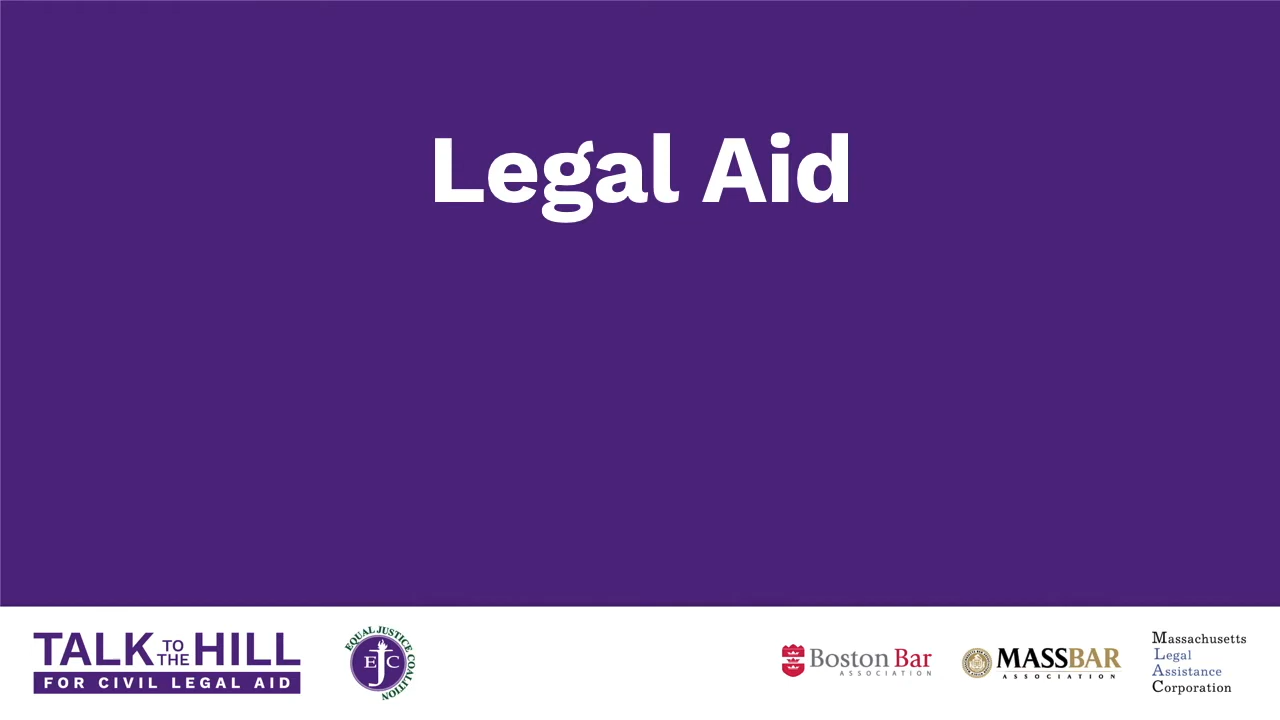 Legal Aid
TALK TO THE HILL
FOR CIVIL LEGAL AID
EQUAL JUSTICE COALITION
EJC
Boston Bar
ASSOCIATION
MASSBAR
ASSOCIATION
Massachusetts
Legal
Assistance
Corporation